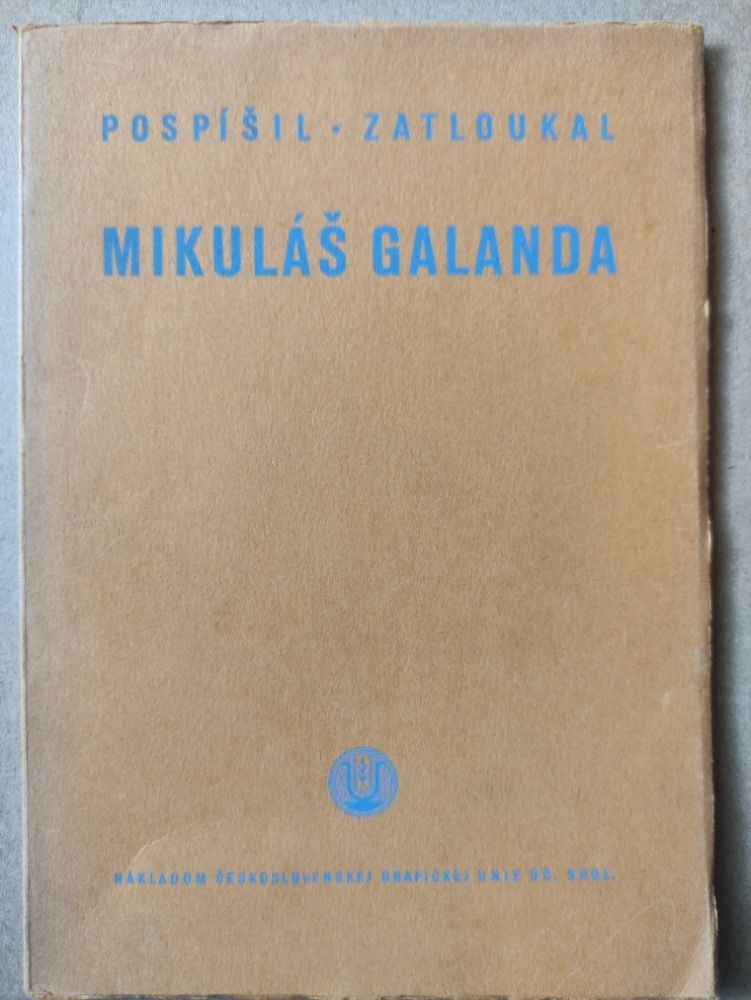 POSPÍŠIL · ZATLOUKAL
MIKULÁŠ GALANDA
U
NÁKLADOM ČESKOSLOVENSKEJ GRAFICKEJ UNIE ÚČ. SPOL.